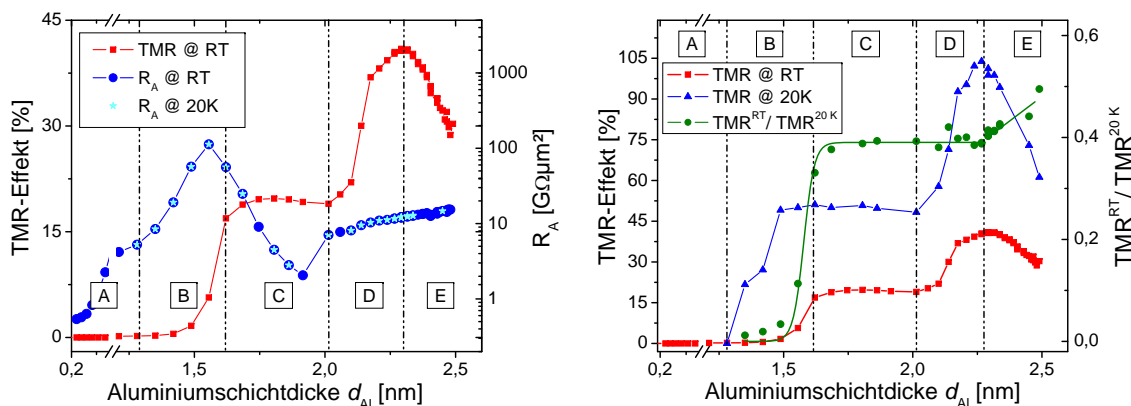 TMR @ RT
R_A @ RT
R_A @ 20K
A
B
C
D
E
45
30
15
0
TMR-Effekt [%]
1000
100
10
1
R_A [GΩµm²]
0,2
1,5
2,0
2,5
Aluminiumschichtdicke d_Al [nm]
A
B
C
D
E
TMR @ RT
TMR @ 20K
TMR^RT/ TMR^20 K
105
90
75
60
45
30
15
0
TMR-Effekt [%]
0,6
0,4
0,2
0,0
TMR^RT / TMR^20 K
0,2
1,5
2,0
2,5
Aluminiumschichtdicke d_Al [nm]